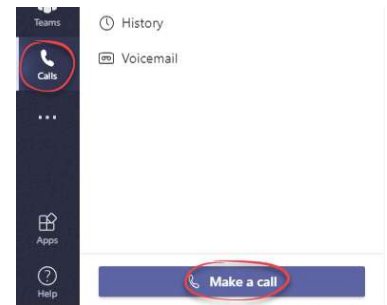 Teams
Calls
Apps
Help
History
Voicemail
Make a call